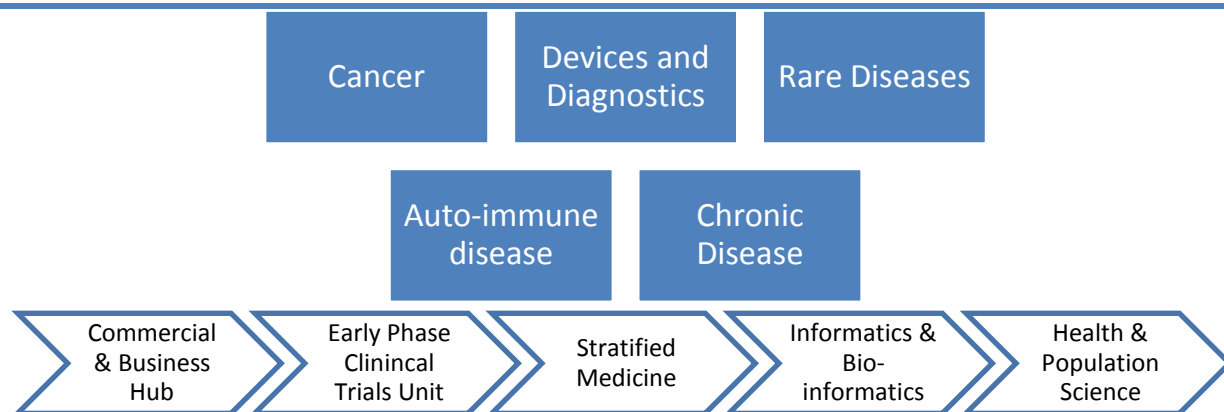 Cancer
Devices and
Diagnostics
Rare Diseases
Auto-immune
disease
Chronic
Disease
Commercial
& Business
Hub
Early Phase
Clinincal
Trials Unit
Stratified
Medicine
Informatics &
Bio-
informatics
Health &
Population
Science